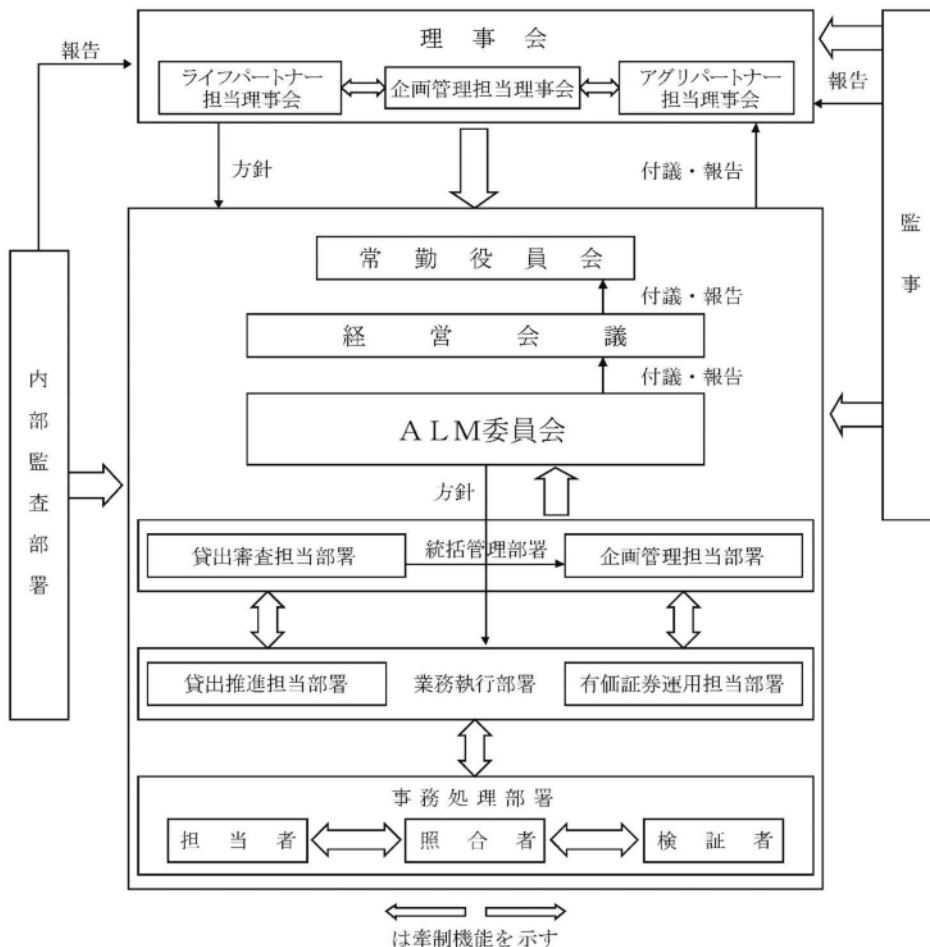 理事会
報告
ライフパートナー
担当理事会
企画管理担当理事会
アグリパートナー
担当理事会
報告
方針
付議・報告
監事
常勤役員会
付議・報告
経営会議
付議・報告
内部監査部署
ALM委員会
方針
貸出審査担当部署
統括管理部署
企画管理担当部署
貸出推進担当部署
業務執行部署
有価証券運用担当部署
事務処理部署
担当者
照合者
検証者
は牽制機能を示す